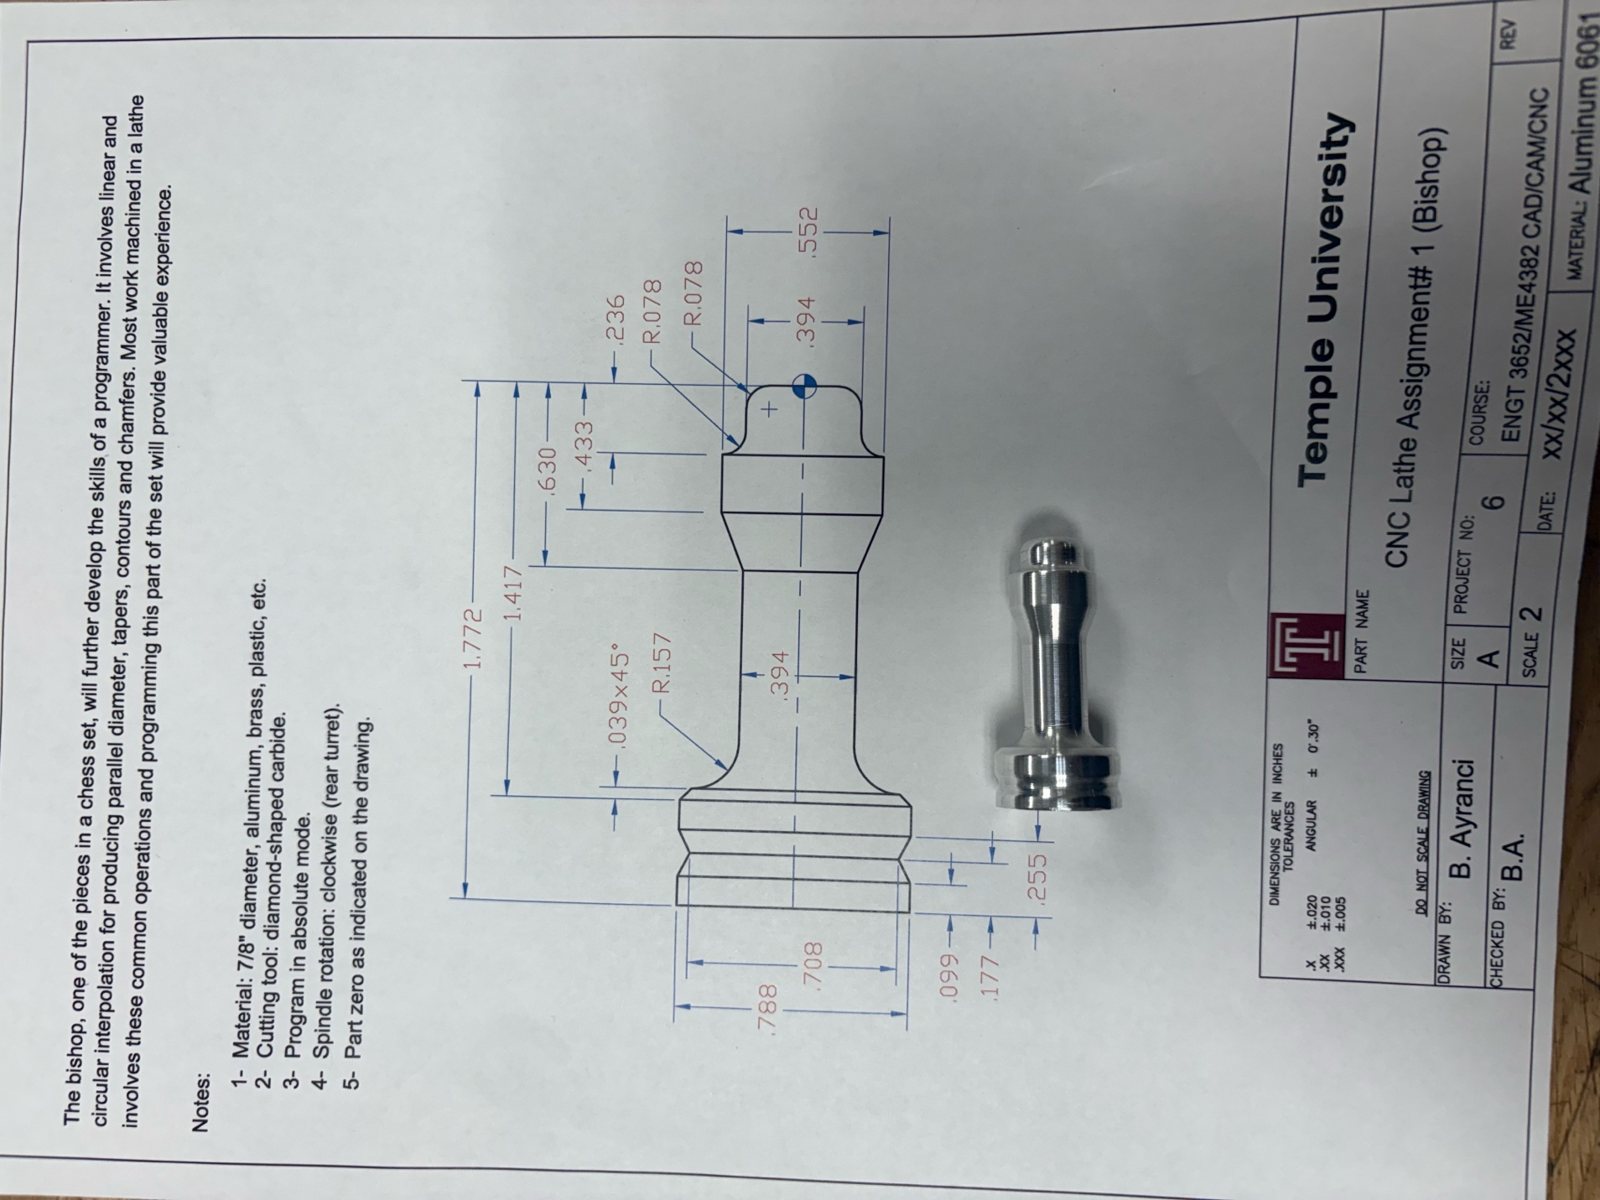 The bishop, one of the pieces in a chess set, will further develop the skills of a programmer. It involves linear and
circular interpolation for producing parallel diameter, tapers, contours and chamfers. Most work machined in a lathe
involves these common operations and programming this part of the set will provide valuable experience.
Notes:
1- Material: 7/8" diameter, aluminum, brass, plastic, etc.
2- Cutting tool: diamond-shaped carbide.
3- Program in absolute mode.
4- Spindle rotation: clockwise (rear turret).
5- Part zero as indicated on the drawing.
1.772
1.417
.630
.433
.236
.039x45°
R.157
R.078
R.078
.394
.394
.552
.788
.708
.099
.177
.255
DIMENSIONS ARE IN INCHES
TOLERANCES
.X ±.020 ANGULAR ± 0'.30"
.XX ±.010
.XXX ±.005
DO NOT SCALE DRAWING
DRAWN BY: B. Ayranci
CHECKED BY: B.A.
T
Temple University
PART NAME
CNC Lathe Assignment# 1 (Bishop)
SIZE A
PROJECT NO: 6
COURSE:
ENGT 3652/ME4382 CAD/CAM/CNC
REV
SCALE 2
DATE: xx/xx/2xxx
MATERIAL: Aluminum 6061